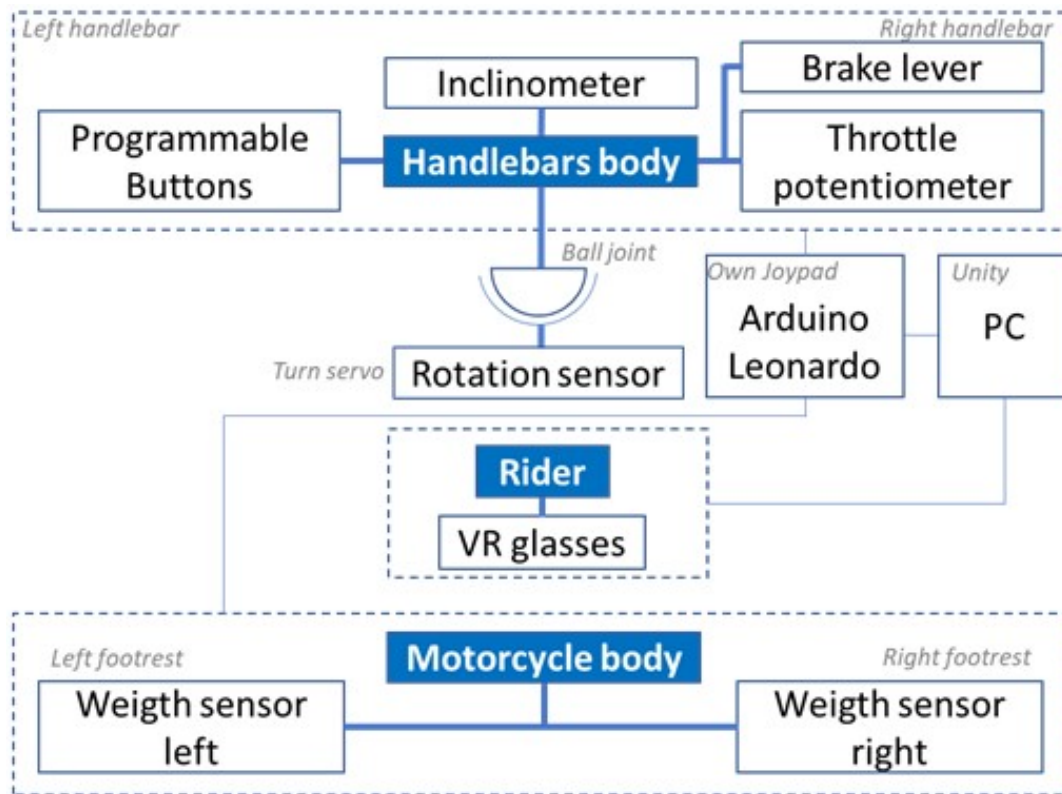 Left handlebar
Right handlebar
Inclinometer
Brake lever
Programmable
Buttons
Handlebars body
Throttle
potentiometer
Ball joint
Own Joypad
Unity
Arduino
Leonardo
PC
Turn servo
Rotation sensor
Rider
VR glasses
Motorcycle body
Left footrest
Right footrest
Weigth sensor
left
Weigth sensor
right